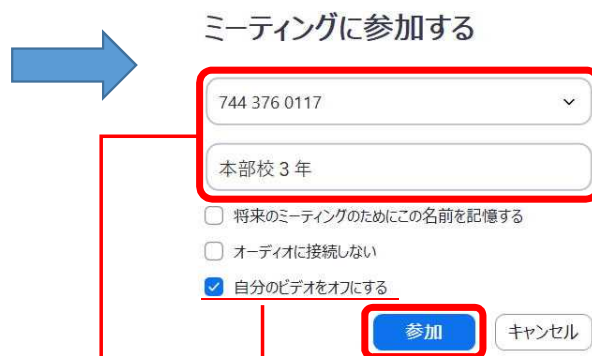 ミーティングに参加する
744 376 0117
本部校３年
将来のミーティングのためにこの名前を記憶する
オーディオに接続しない
自分のビデオをオフにする
参加 キャンセル